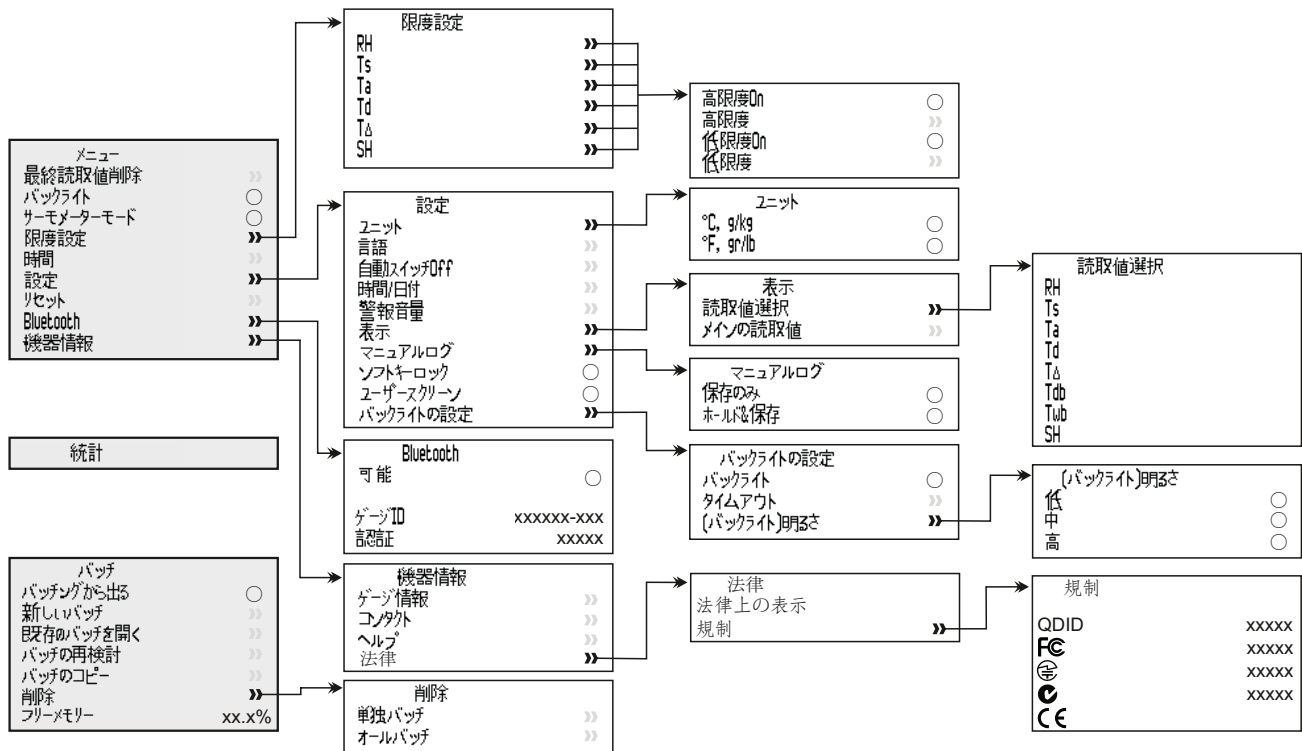 メニュー
最終読取値削除
バックライト
サーモメーターモード
限度設定
時間
設定
リセット
Bluetooth
機器情報
統計
バッチ
バッチングから出る
新しいバッチ
既存のバッチを開く
バッチの再検討
バッチのコピー
削除
フリーメモリー xx.x%
限度設定
RH
Ts
Ta
Td
T△
SH
設定
ユニット
言語
自動スイッチOff
時間/日付
警報音量
表示
マニュアルログ
ソフトキーロック
ユーザースクリーン
バックライトの設定
Bluetooth
可能
ゲージID xxxxxx-xxx
認証 xxxxx
機器情報
ゲージ情報
コンタクト
ヘルプ
法律
削除
単独バッチ
オールバッチ
高限度On
高限度
低限度On
低限度
ユニット
°C, g/kg
°F, gr/lb
表示
読取値選択
メインの読取値
マニュアルログ
保存のみ
ホールド&保存
バックライトの設定
バックライト
タイムアウト
(バックライト)明るさ
法律
法律上の表示
規制
読取値選択
RH
Ts
Ta
Td
T△
Tdb
Twb
SH
(バックライト)明るさ
低
中
高
規制
QDID xxxxx
FC xxxxx
xxxxx
xxxxx
CE